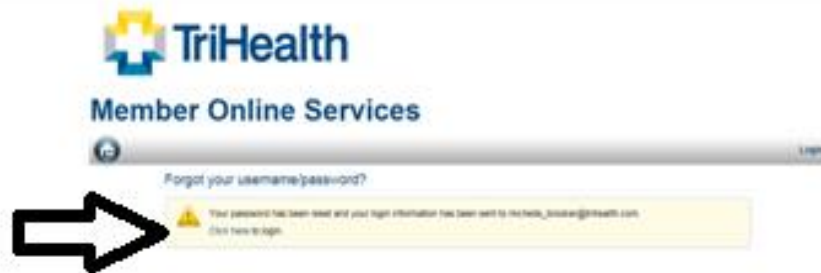 TriHealth
Member Online Services
Login
Forgot your username/password?
Your password has been reset and your login information has been sent to
Click here to login.